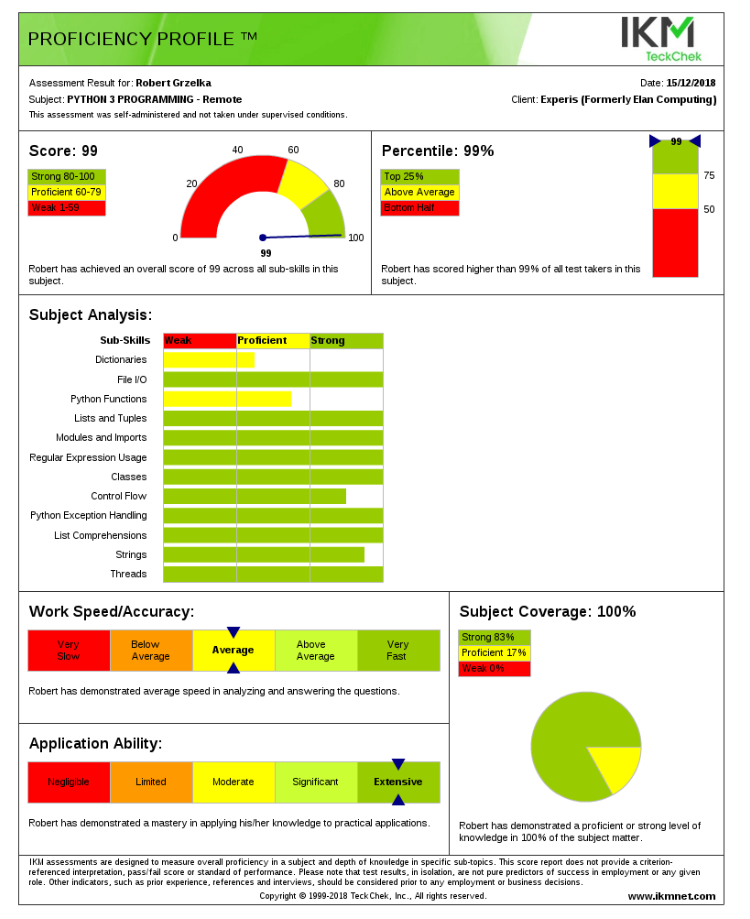 PROFICIENCY PROFILE ™
IKM
TeckChek
Assessment Result for: Robert Grzelka
Date: 15/12/2018
Subject: PYTHON 3 PROGRAMMING - Remote
Client: Experis (Formerly Elan Computing)
This assessment was self-administered and not taken under supervised conditions.
Score: 99
Strong 80-100
Proficient 60-79
Weak 1-59
0
20
40
60
80
100
99
Robert has achieved an overall score of 99 across all sub-skills in this
subject.
Percentile: 99%
Top 25%
Above Average
Bottom Half
99
75
50
Robert has scored higher than 99% of all test takers in this
subject.
Subject Analysis:
Sub-Skills Weak Proficient Strong
Dictionaries
File I/O
Python Functions
Lists and Tuples
Modules and Imports
Regular Expression Usage
Classes
Control Flow
Python Exception Handling
List Comprehensions
Strings
Threads
Work Speed/Accuracy:
Very Slow
Below Average
Average
Above Average
Very Fast
Robert has demonstrated average speed in analyzing and answering the questions.
Application Ability:
Negligible
Limited
Moderate
Significant
Extensive
Robert has demonstrated a mastery in applying his/her knowledge to practical applications.
Subject Coverage: 100%
Strong 83%
Proficient 17%
Weak 0%
Robert has demonstrated a proficient or strong level of
knowledge in 100% of the subject matter.
IKM assessments are designed to measure overall proficiency in a subject and depth of knowledge in specific sub-topics. This score report does not provide a criterion-
referenced interpretation, pass/fail score or standard of performance. Please note that test results, in isolation, are not pure predictors of success in employment or any given
role. Other indicators, such as prior experience, references and interviews, should be considered prior to any employment or business decisions.
Copyright © 1999-2018 TeckChek, Inc., All rights reserved.
www.ikmnet.com